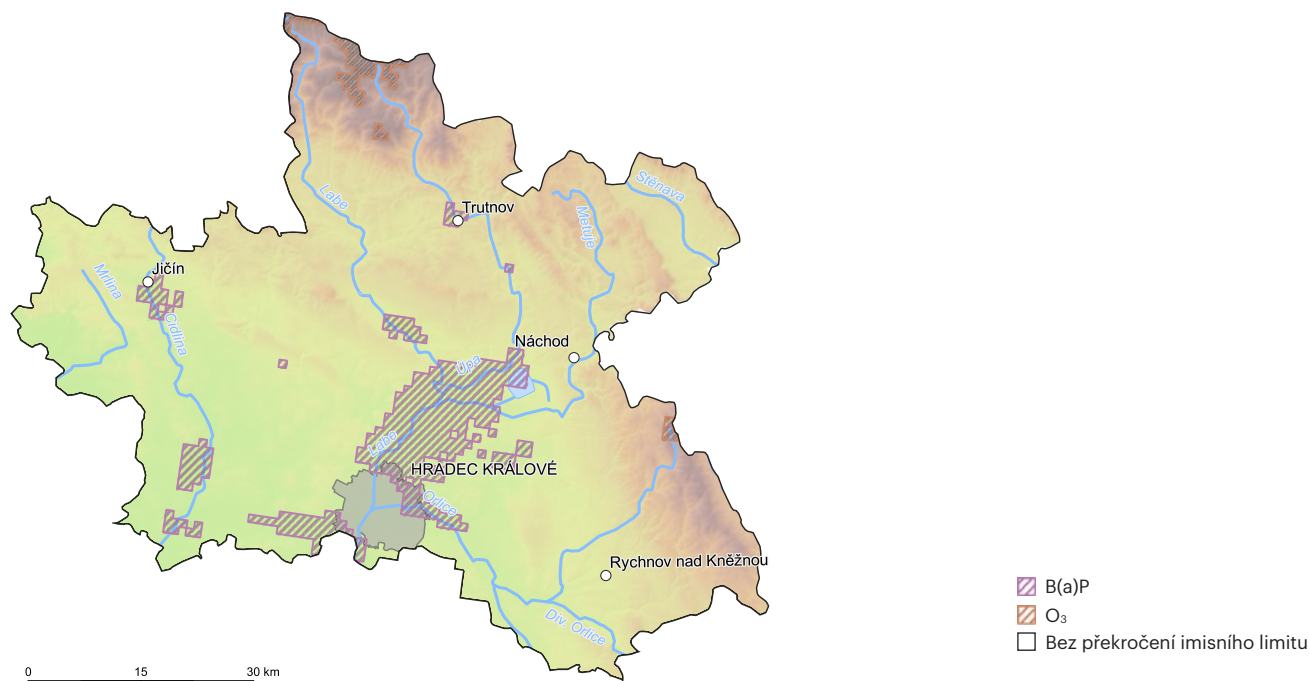 Stěnava
Labe
Trutnov
Metuje
Mrlina
Jičín
Cidlina
Náchod
Úpa
Labe
HRADEC KRÁLOVÉ
Orlice
Rychnov nad Kněžnou
Div. Orlice
B(a)P
O₃
Bez překročení imisního limitu
0 15 30 km